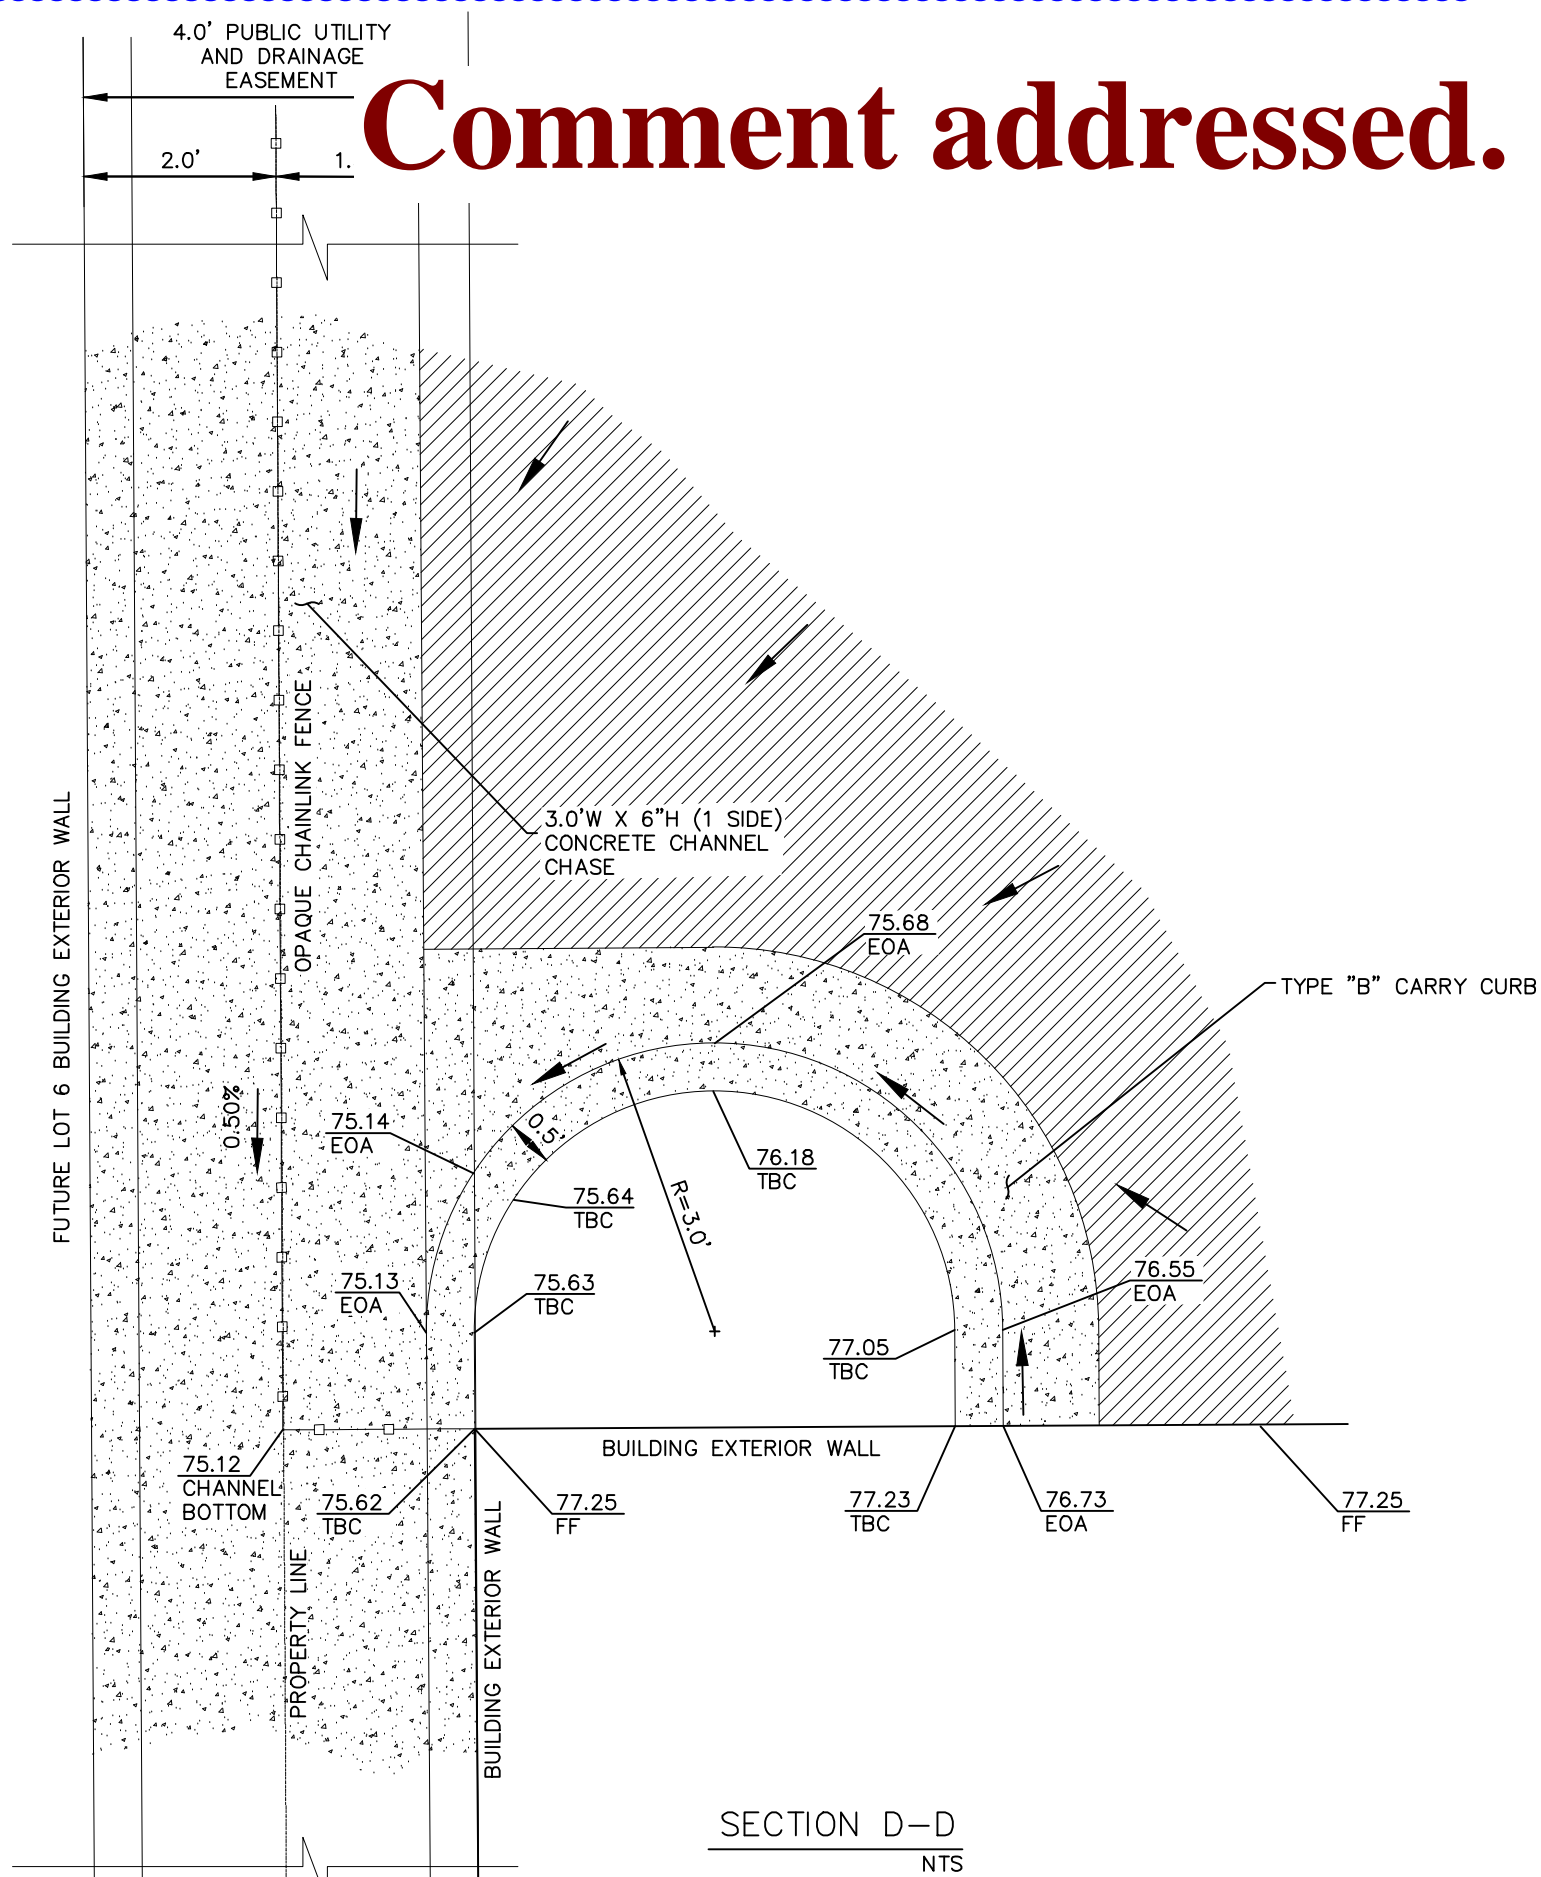 4.0' PUBLIC UTILITY
AND DRAINAGE
EASEMENT
Comment addressed.
2.0'
1.
OPAQUE CHAINLINK FENCE
FUTURE LOT 6 BUILDING EXTERIOR WALL
3.0'W X 6"H (1 SIDE)
CONCRETE CHANNEL
CHASE
75.68
EOA
TYPE "B" CARRY CURB
0.50%
75.14
EOA
0.5'
76.18
TBC
75.64
TBC
R=3.0'
75.13
EOA
75.63
TBC
76.55
EOA
77.05
TBC
BUILDING EXTERIOR WALL
75.12
CHANNEL
BOTTOM
75.62
TBC
77.25
FF
77.23
TBC
76.73
EOA
77.25
FF
PROPERTY LINE
BUILDING EXTERIOR WALL
SECTION D-D
NTS